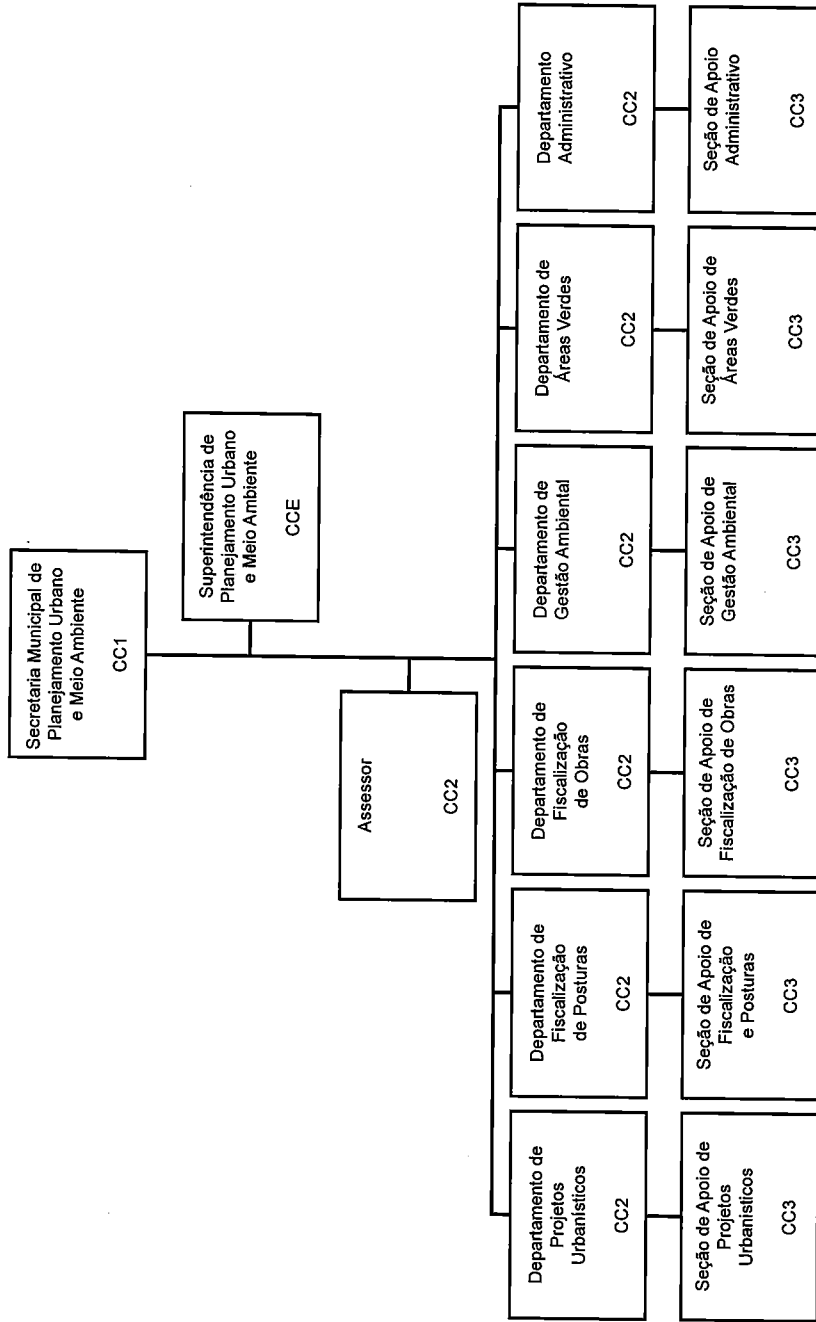 Secretaria Municipal de
Planejamento Urbano
e Meio Ambiente
CC1
Superintendência de
Planejamento Urbano
e Meio Ambiente
CCE
Assessor
CC2
Departamento de
Projetos
Urbanísticos
CC2
Departamento de
Fiscalização
de Posturas
CC2
Departamento de
Fiscalização
de Obras
CC2
Departamento de
Gestão Ambiental
CC2
Departamento de
Áreas Verdes
CC2
Departamento
Administrativo
CC2
Seção de Apoio de
Projetos
Urbanísticos
CC3
Seção de Apoio de
Fiscalização
e Posturas
CC3
Seção de Apoio de
Fiscalização de Obras
CC3
Seção de Apoio de
Gestão Ambiental
CC3
Seção de Apoio de
Áreas Verdes
CC3
Seção de Apoio
Administrativo
CC3